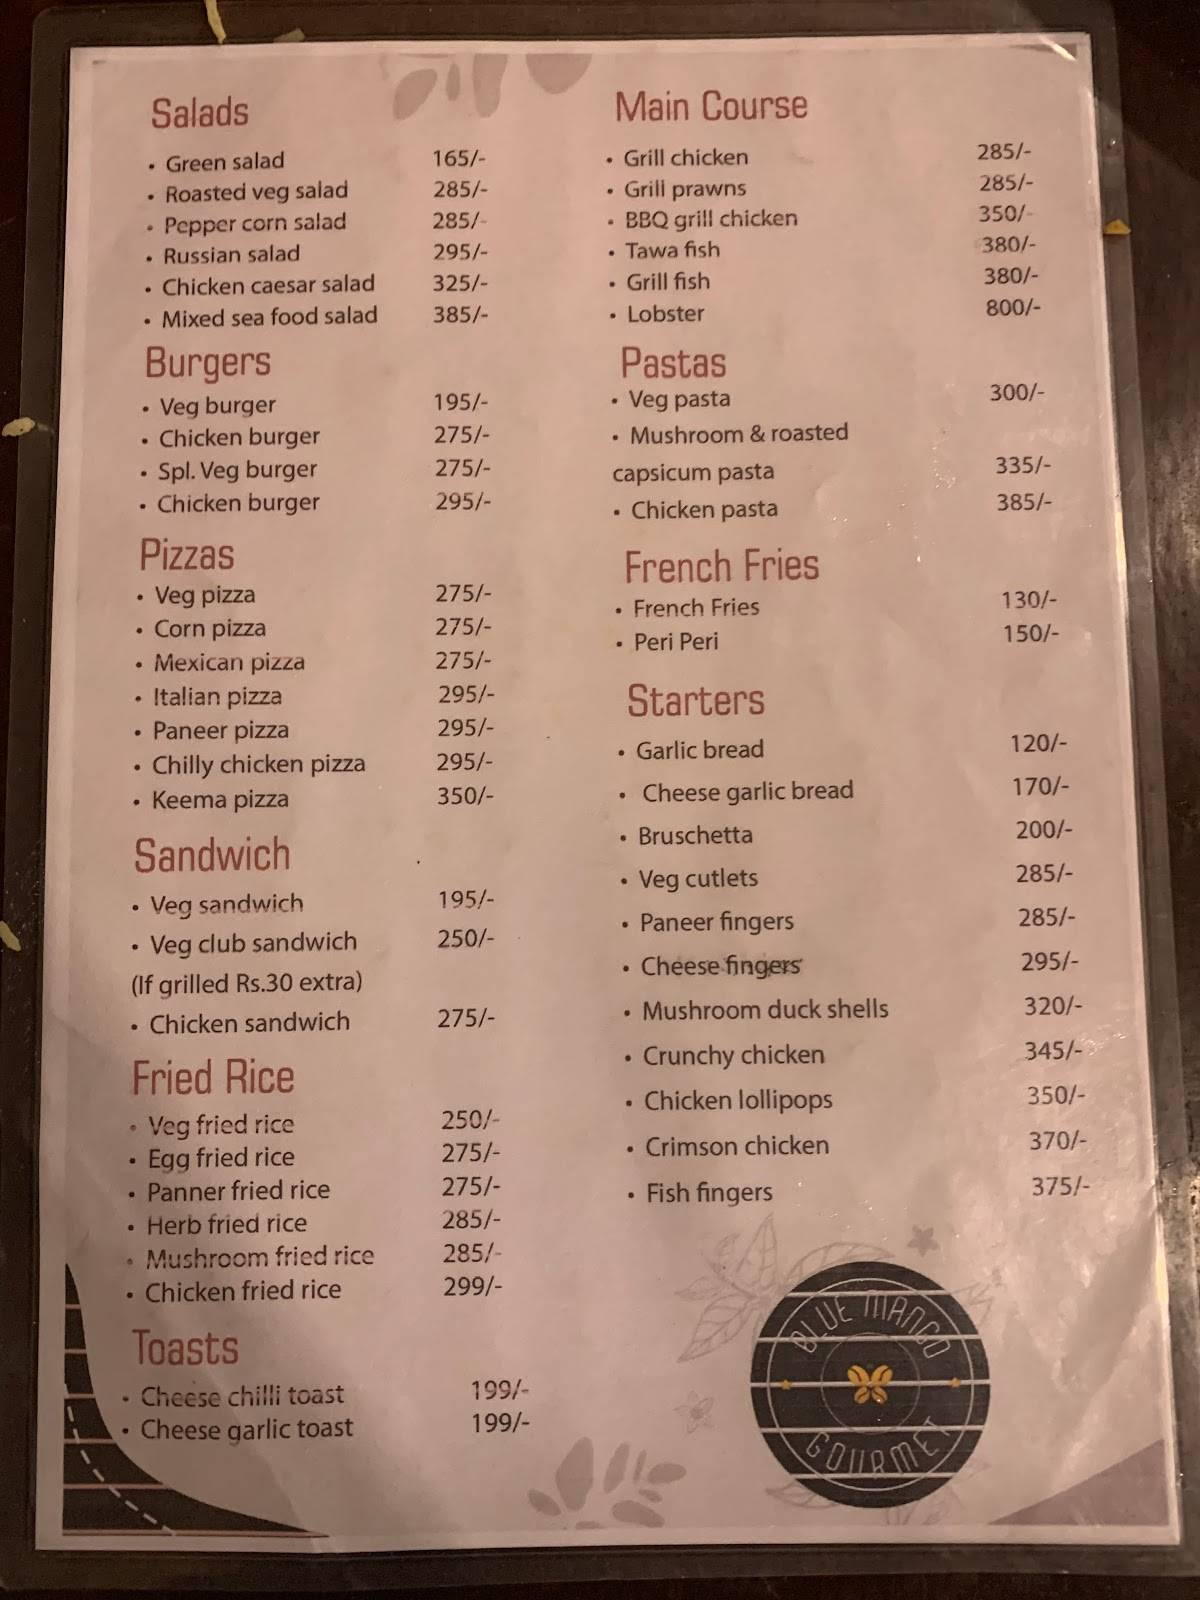 Salads
• Green salad 165/-
• Roasted veg salad 285/-
• Pepper corn salad 285/-
• Russian salad 295/-
• Chicken caesar salad 325/-
• Mixed sea food salad 385/-
Burgers
• Veg burger 195/-
• Chicken burger 275/-
• Spl. Veg burger 275/-
• Chicken burger 295/-
Pizzas
• Veg pizza 275/-
• Corn pizza 275/-
• Mexican pizza 275/-
• Italian pizza 295/-
• Paneer pizza 295/-
• Chilly chicken pizza 295/-
• Keema pizza 350/-
Sandwich
• Veg sandwich 195/-
• Veg club sandwich 250/-
(If grilled Rs.30 extra)
• Chicken sandwich 275/-
Fried Rice
• Veg fried rice 250/-
• Egg fried rice 275/-
• Panner fried rice 275/-
• Herb fried rice 285/-
• Mushroom fried rice 285/-
• Chicken fried rice 299/-
Toasts
• Cheese chilli toast 199/-
• Cheese garlic toast 199/-
Main Course
• Grill chicken 285/-
• Grill prawns 285/-
• BBQ grill chicken 350/-
• Tawa fish 380/-
• Grill fish 380/-
• Lobster 800/-
Pastas
• Veg pasta 300/-
• Mushroom & roasted
capsicum pasta 335/-
• Chicken pasta 385/-
French Fries
• French Fries 130/-
• Peri Peri 150/-
Starters
• Garlic bread 120/-
• Cheese garlic bread 170/-
• Bruschetta 200/-
• Veg cutlets 285/-
• Paneer fingers 285/-
• Cheese fingers 295/-
• Mushroom duck shells 320/-
• Crunchy chicken 345/-
• Chicken lollipops 350/-
• Crimson chicken 370/-
• Fish fingers 375/-
BLUE MANGO
GOURMET